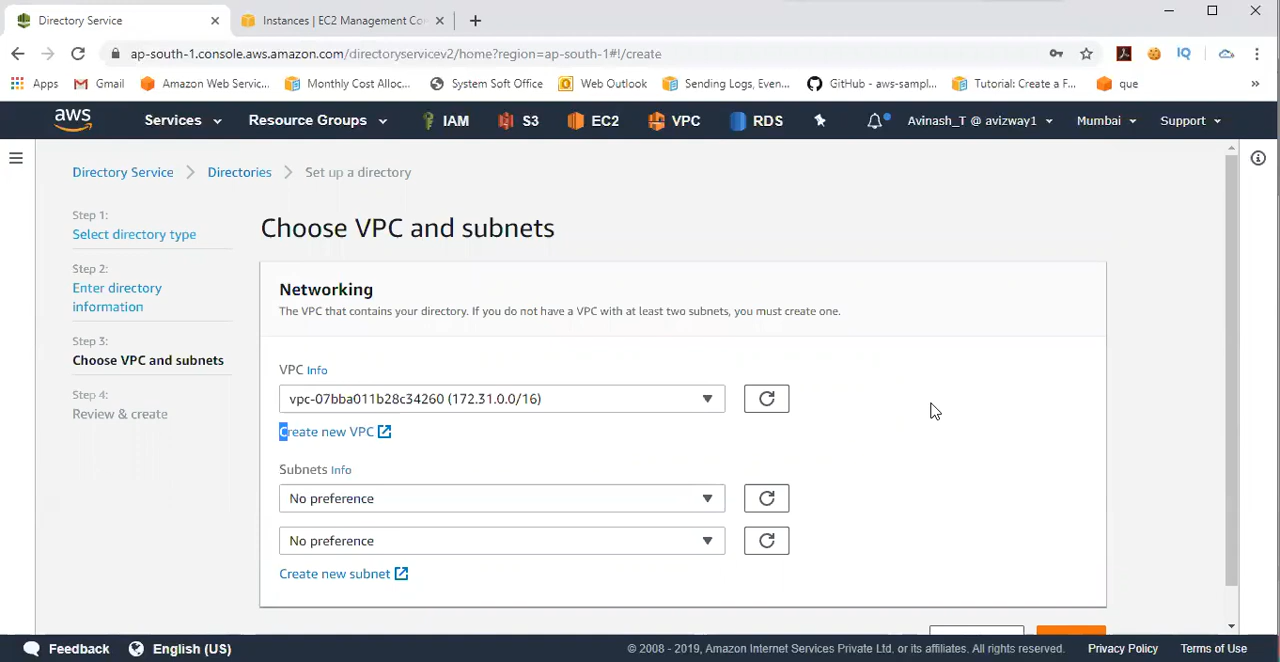 Directory Service
Instances | EC2 Management Co
ap-south-1.console.aws.amazon.com/directoryservicev2/home?region=ap-south-1#!/create
Apps
Gmail
Amazon Web Servic...
Monthly Cost Alloc...
System Soft Office
Web Outlook
Sending Logs, Even...
GitHub - aws-sampl...
Tutorial: Create a F...
que
»
aws
Services
Resource Groups
IAM
S3
EC2
VPC
RDS
Avinash_T @ avizway1
Mumbai
Support
Directory Service
Directories
Set up a directory
Step 1:
Select directory type
Step 2:
Enter directory
information
Step 3:
Choose VPC and subnets
Step 4:
Review & create
Choose VPC and subnets
Networking
The VPC that contains your directory. If you do not have a VPC with at least two subnets, you must create one.
VPC Info
vpc-07bba011b28c34260 (172.31.0.0/16)
Create new VPC
Subnets Info
No preference
No preference
Create new subnet
Feedback
English (US)
© 2008 - 2019, Amazon Internet Services Private Ltd. or its affiliates. All rights reserved.
Privacy Policy
Terms of Use